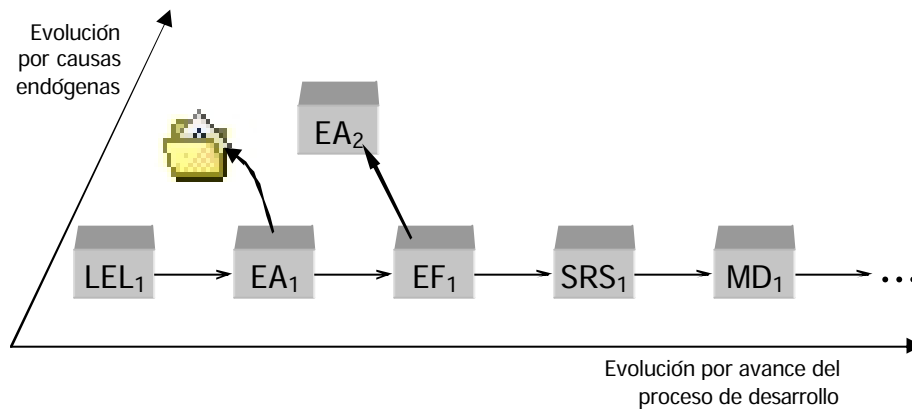 Evolución
por causas
endógenas
EA₂
LEL₁
EA₁
EF₁
SRS₁
MD₁
...
Evolución por avance del
proceso de desarrollo